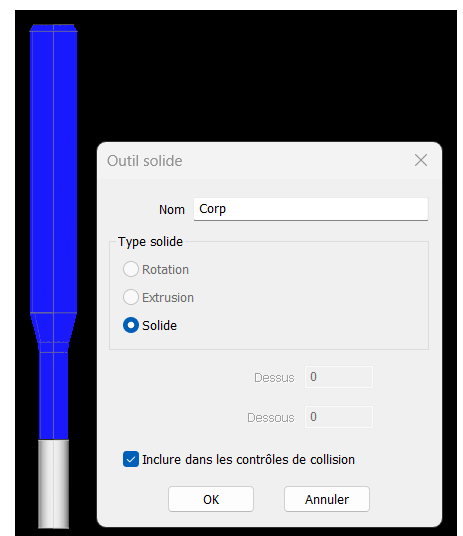 Outil solide
Nom Corp
Type solide
Rotation
Extrusion
Solide
Dessus 0
Dessous 0
Inclure dans les contrôles de collision
OK Annuler